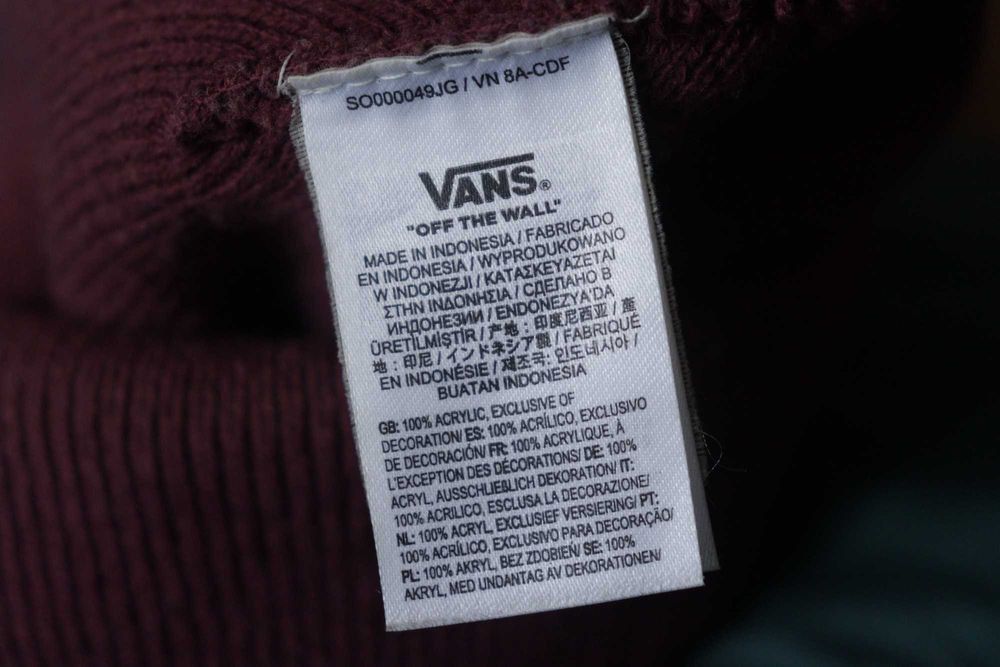 SO000049JG / VN 8A-CDF
VANS®
"OFF THE WALL"
MADE IN INDONESIA / FABRICADO
EN INDONESIA / WYPRODUKOWANO
W INDONEZJI / ΚΑΤΑΣΚΕΥΑΖΕΤΑΙ
ΣΤΗΝ ΙΝΔΟΝΗΣΙΑ / СДЕЛАНО В
ИНДОНЕЗИИ / ENDONEZYA'DA
ÜRETİLMİŞTİR / 产地：印度尼西亚 / 產
地：印尼 / インドネシア製 / FABRIQUÉ
EN INDONÉSIE / 제조국: 인도네시아 /
BUATAN INDONESIA
GB: 100% ACRYLIC, EXCLUSIVE OF
DECORATION/ ES: 100% ACRÍLICO, EXCLUSIVO
DE DECORACIÓN/ FR: 100% ACRYLIQUE, À
L'EXCEPTION DES DÉCORATIONS/ DE: 100%
ACRYL, AUSSCHLIEßLICH DEKORATION/ IT:
100% ACRILICO, ESCLUSA LA DECORAZIONE/
NL: 100% ACRYL, EXCLUSIEF VERSIERING/ PT:
100% ACRÍLICO, EXCLUSIVO PARA DECORAÇÃO/
PL: 100% AKRYL, BEZ ZDOBIEŃ/ SE: 100%
AKRYL, MED UNDANTAG AV DEKORATIONEN/